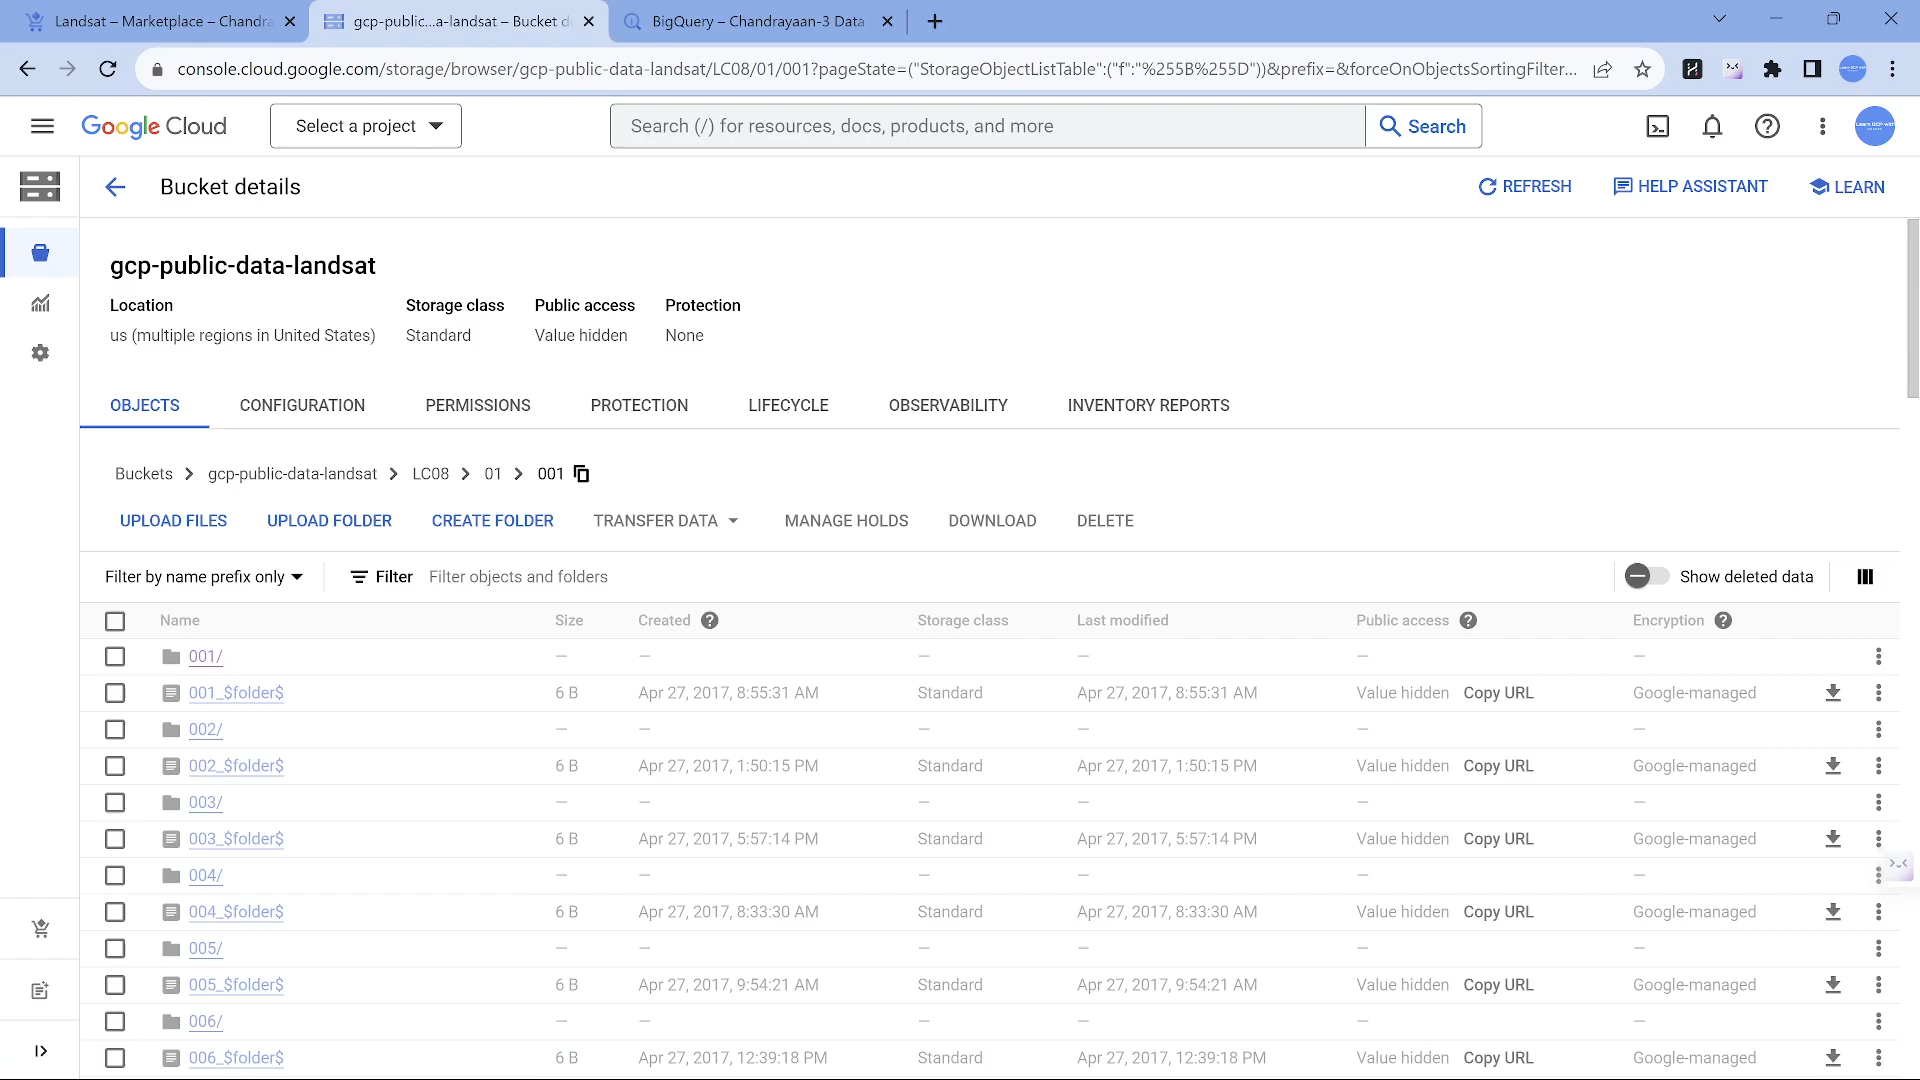 Landsat – Marketplace – Chandra
gcp-public...a-landsat – Bucket d
BigQuery – Chandrayaan-3 Data
console.cloud.google.com/storage/browser/gcp-public-data-landsat/LC08/01/001?pageState=("StorageObjectListTable":("f":"%255B%255D"))&prefix=&forceOnObjectsSortingFilter...
Google Cloud
Select a project
Search (/) for resources, docs, products, and more
Search
Bucket details
REFRESH
HELP ASSISTANT
LEARN
gcp-public-data-landsat
Location Storage class Public access Protection
us (multiple regions in United States) Standard Value hidden None
OBJECTS CONFIGURATION PERMISSIONS PROTECTION LIFECYCLE OBSERVABILITY INVENTORY REPORTS
Buckets > gcp-public-data-landsat > LC08 > 01 > 001
UPLOAD FILES UPLOAD FOLDER CREATE FOLDER TRANSFER DATA MANAGE HOLDS DOWNLOAD DELETE
Filter by name prefix only Filter Filter objects and folders Show deleted data
Name Size Created Storage class Last modified Public access Encryption
001/ — — — — — —
001_$folder$ 6 B Apr 27, 2017, 8:55:31 AM Standard Apr 27, 2017, 8:55:31 AM Value hidden Copy URL Google-managed
002/ — — — — — —
002_$folder$ 6 B Apr 27, 2017, 1:50:15 PM Standard Apr 27, 2017, 1:50:15 PM Value hidden Copy URL Google-managed
003/ — — — — — —
003_$folder$ 6 B Apr 27, 2017, 5:57:14 PM Standard Apr 27, 2017, 5:57:14 PM Value hidden Copy URL Google-managed
004/ — — — — — —
004_$folder$ 6 B Apr 27, 2017, 8:33:30 AM Standard Apr 27, 2017, 8:33:30 AM Value hidden Copy URL Google-managed
005/ — — — — — —
005_$folder$ 6 B Apr 27, 2017, 9:54:21 AM Standard Apr 27, 2017, 9:54:21 AM Value hidden Copy URL Google-managed
006/ — — — — — —
006_$folder$ 6 B Apr 27, 2017, 12:39:18 PM Standard Apr 27, 2017, 12:39:18 PM Value hidden Copy URL Google-managed